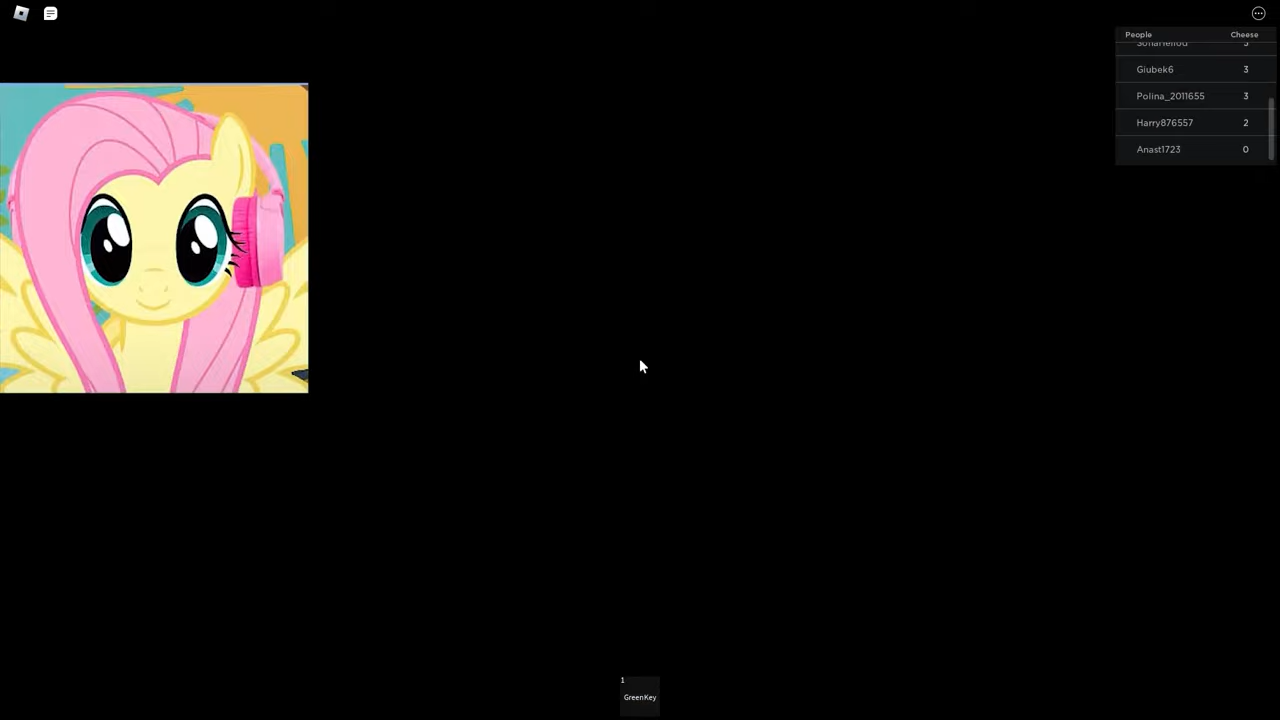 People Cheese
Giubek6 3
Polina_2011655 3
Harry876557 2
Anast1723 0
1
GreenKey